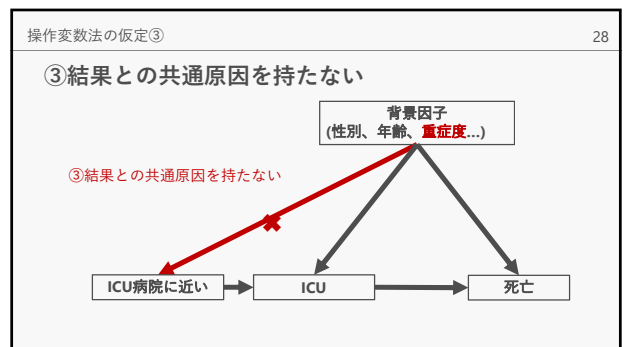 操作変数法の仮定③
28
③結果との共通原因を持たない
背景因子
(性別、年齢、重症度...)
③結果との共通原因を持たない
ICU病院に近い
ICU
死亡